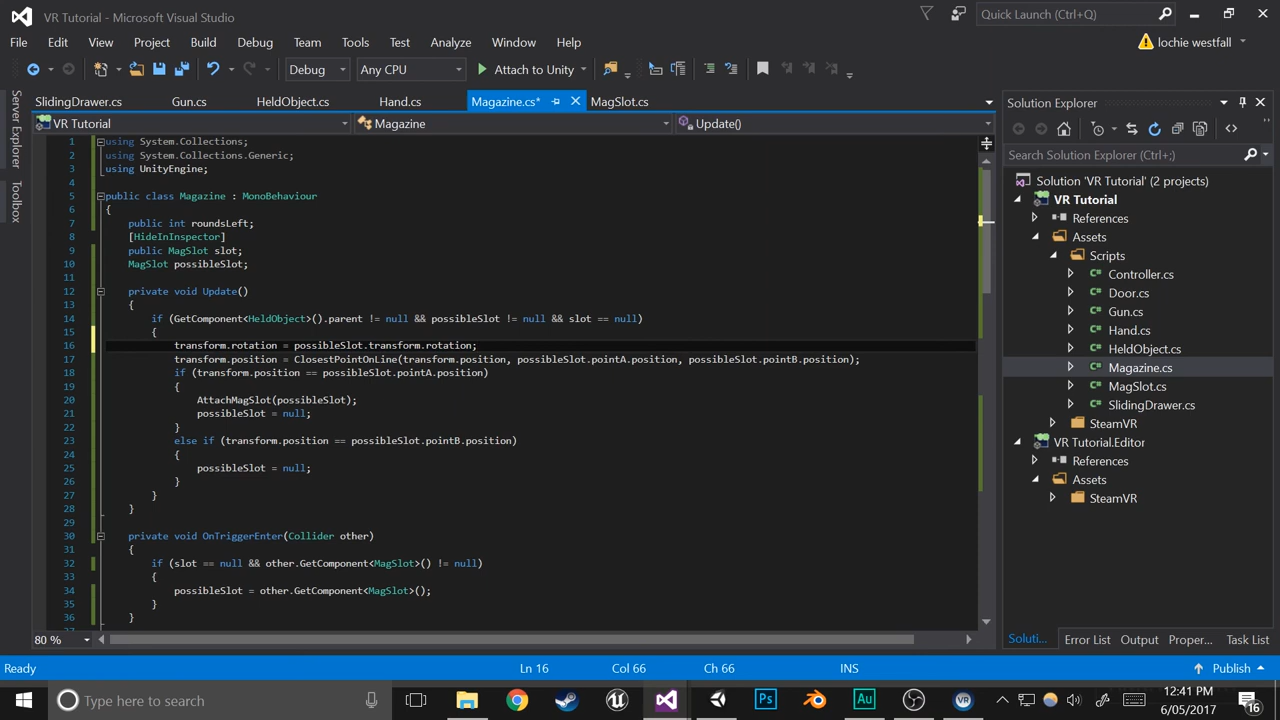 VR Tutorial - Microsoft Visual Studio
Quick Launch (Ctrl+Q)
File Edit View Project Build Debug Team Tools Test Analyze Window Help
lochie westfall
Debug Any CPU Attach to Unity
SlidingDrawer.cs Gun.cs HeldObject.cs Hand.cs Magazine.cs* MagSlot.cs
VR Tutorial Magazine Update()
Server Explorer
Toolbox
1 using System.Collections;
2 using System.Collections.Generic;
3 using UnityEngine;
4
5 public class Magazine : MonoBehaviour
6 {
7 public int roundsLeft;
8 [HideInInspector]
9 public MagSlot slot;
10 MagSlot possibleSlot;
11
12 private void Update()
13 {
14 if (GetComponent<HeldObject>().parent != null && possibleSlot != null && slot == null)
15 {
16 transform.rotation = possibleSlot.transform.rotation;
17 transform.position = ClosestPointOnLine(transform.position, possibleSlot.pointA.position, possibleSlot.pointB.position);
18 if (transform.position == possibleSlot.pointA.position)
19 {
20 AttachMagSlot(possibleSlot);
21 possibleSlot = null;
22 }
23 else if (transform.position == possibleSlot.pointB.position)
24 {
25 possibleSlot = null;
26 }
27 }
28 }
29
30 private void OnTriggerEnter(Collider other)
31 {
32 if (slot == null && other.GetComponent<MagSlot>() != null)
33 {
34 possibleSlot = other.GetComponent<MagSlot>();
35 }
36 }
80 %
Solution Explorer
Search Solution Explorer (Ctrl+;)
Solution 'VR Tutorial' (2 projects)
VR Tutorial
References
Assets
Scripts
Controller.cs
Door.cs
Gun.cs
Hand.cs
HeldObject.cs
Magazine.cs
MagSlot.cs
SlidingDrawer.cs
SteamVR
VR Tutorial.Editor
References
Assets
SteamVR
Soluti... Error List Output Proper... Task List
Ready Ln 16 Col 66 Ch 66 INS Publish
Type here to search
Ps
Au
12:41 PM
6/05/2017
16